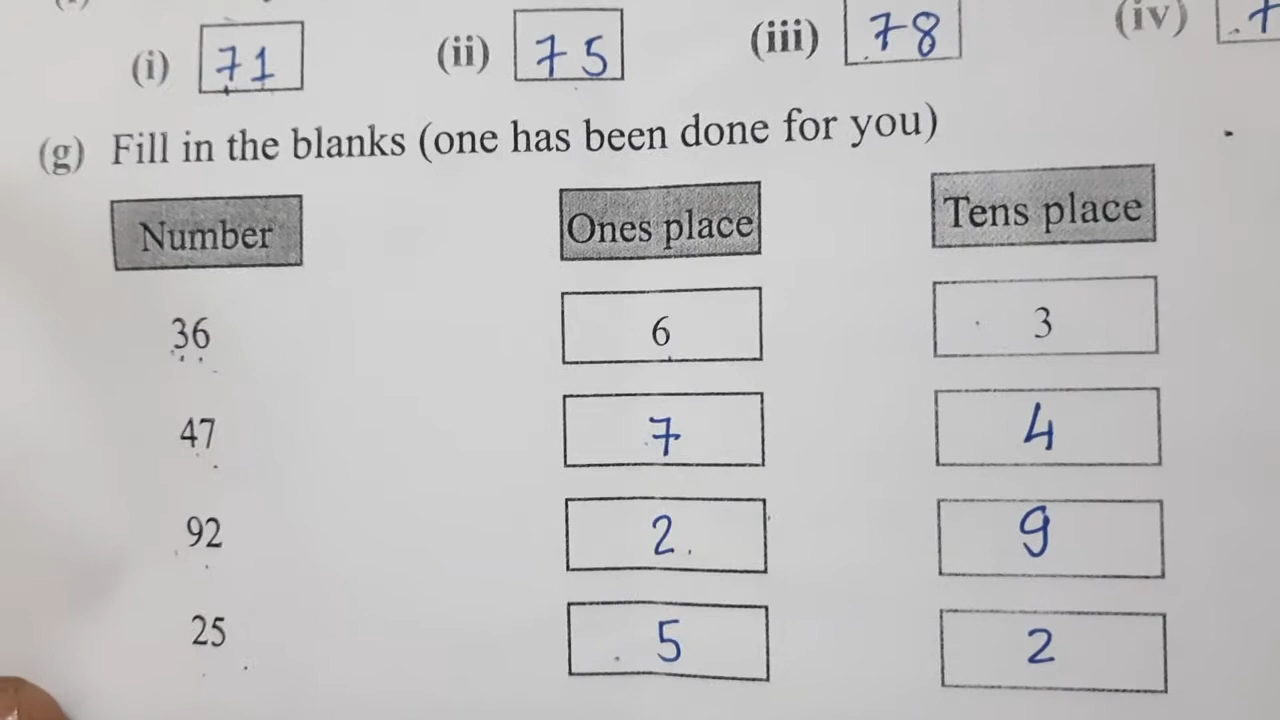 (i) 71 (ii) 75 (iii) 78 (iv)
(g) Fill in the blanks (one has been done for you)
Number Ones place Tens place
36 6 3
47 7 4
92 2. 9
25 5 2